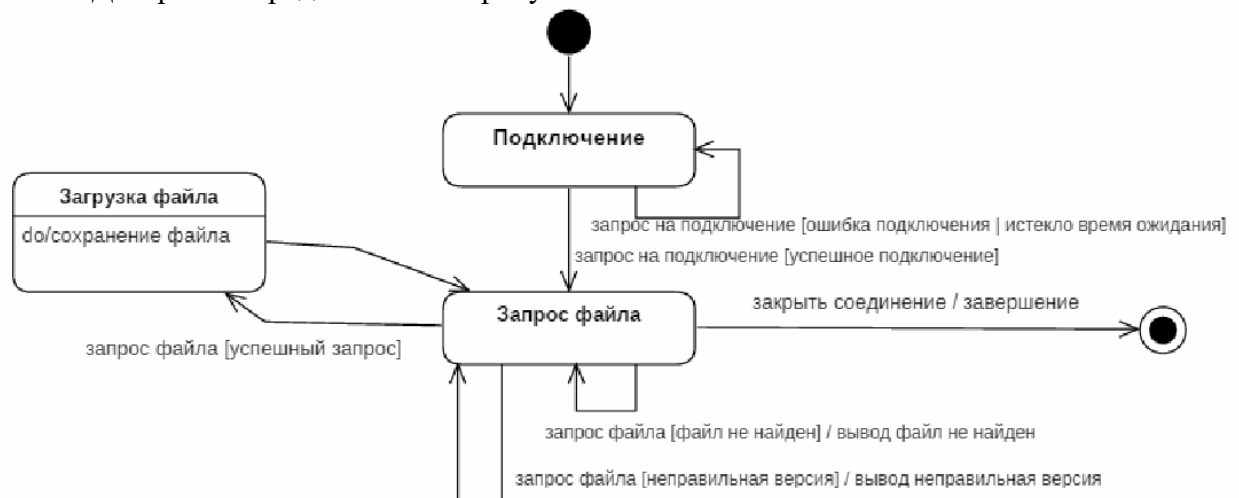 Подключение
Загрузка файла
do/сохранение файла
запрос на подключение [ошибка подключения | истекло время ожидания]
запрос на подключение [успешное подключение]
закрыть соединение / завершение
Запрос файла
запрос файла [успешный запрос]
запрос файла [файл не найден] / вывод файл не найден
запрос файла [неправильная версия] / вывод неправильная версия